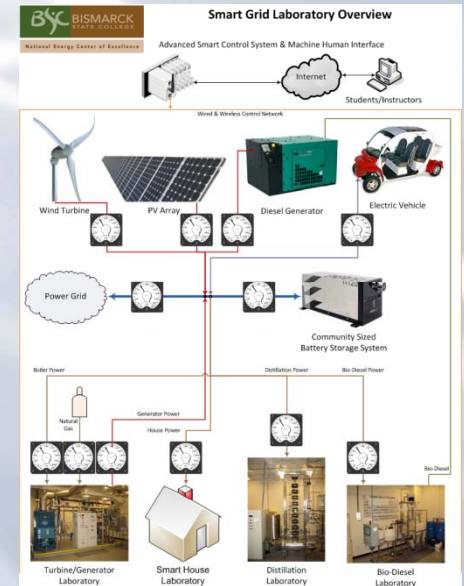 BSC BISMARCK
STATE COLLEGE
National Energy Center of Excellence
Smart Grid Laboratory Overview
Advanced Smart Control System & Machine Human Interface
Internet
Students/Instructors
Wired & Wireless Control Network
Wind Turbine
PV Array
Diesel Generator
Electric Vehicle
Power Grid
Community Sized
Battery Storage System
Boiler Power
Distillation Power
Bio-Diesel Power
Natural
Gas
Generator Power
House Power
Bio-Diesel
Turbine/Generator
Laboratory
Smart House
Laboratory
Distillation
Laboratory
Bio-Diesel
Laboratory